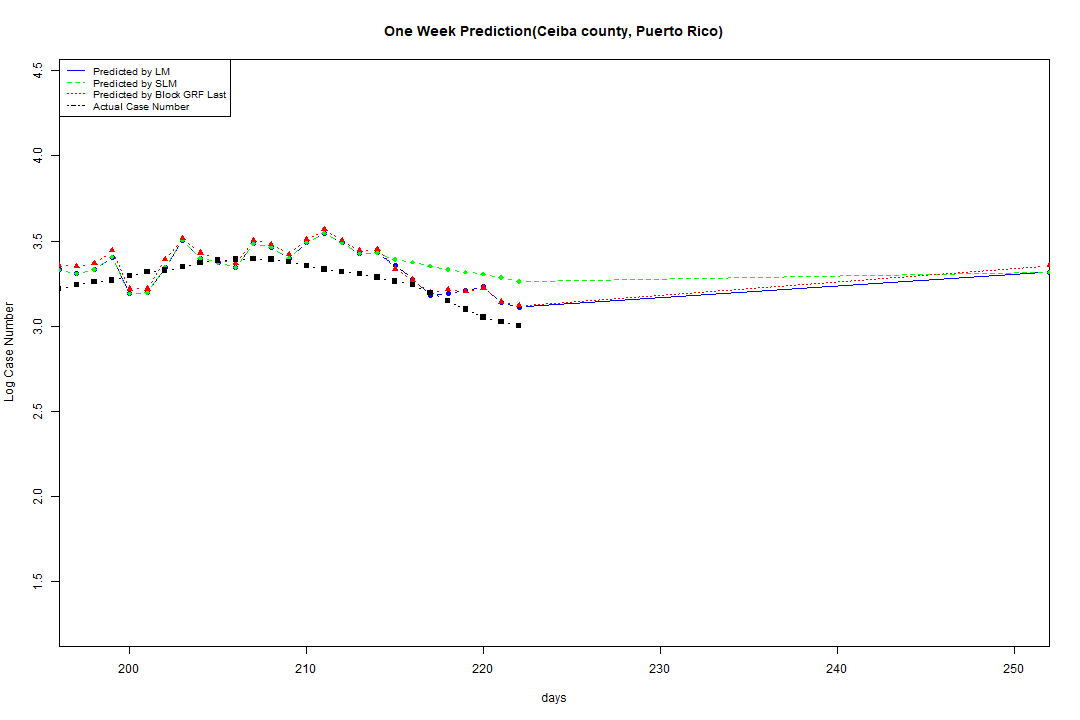 One Week Prediction(Ceiba county, Puerto Rico)
Predicted by LM
Predicted by SLM
Predicted by Block GRF Last
Actual Case Number
4.5
4.0
3.5
3.0
2.5
2.0
1.5
Log Case Number
200 210 220 230 240 250
days